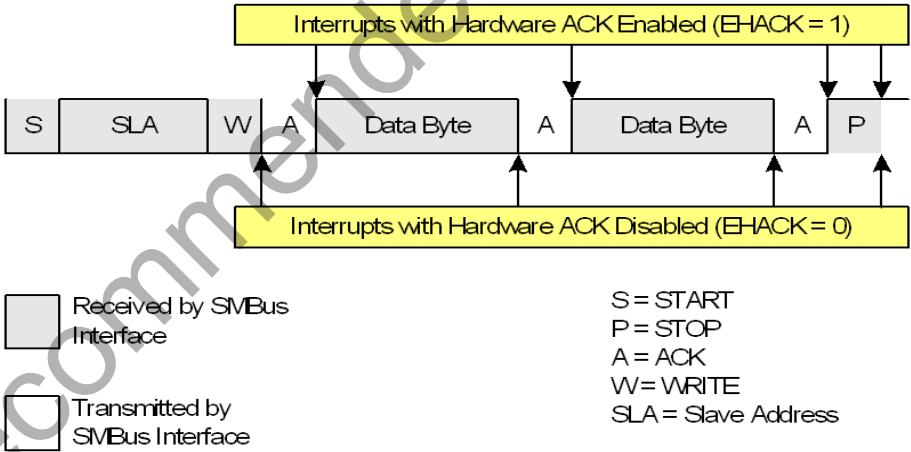 Interrupts with Hardware ACK Enabled (EHACK = 1)
S SLA W A Data Byte A Data Byte A P
Interrupts with Hardware ACK Disabled (EHACK = 0)
Received by SMBus
Interface
Transmitted by
SMBus Interface
S = START
P = STOP
A = ACK
W = WRITE
SLA = Slave Address
ecommende